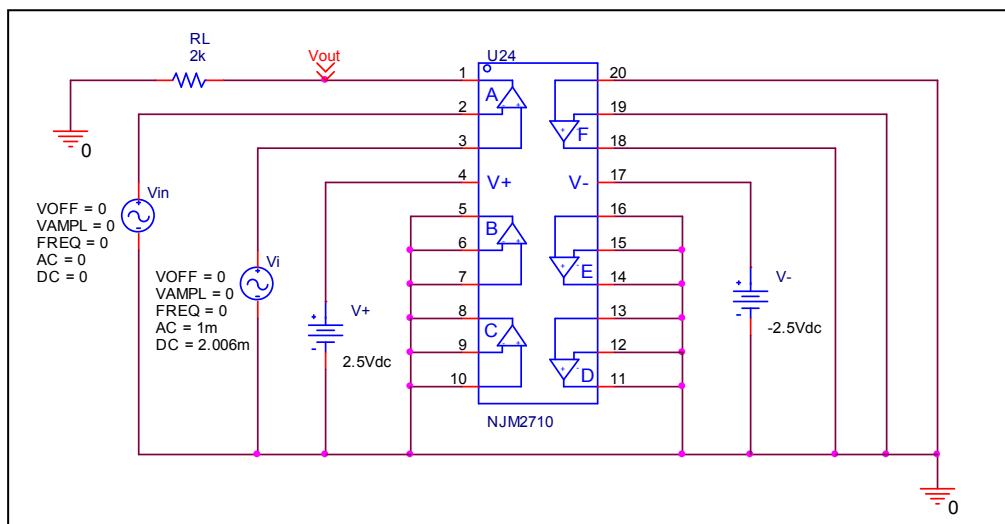 RL
2k
Vout
0
Vin
VOFF = 0
VAMPL = 0
FREQ = 0
AC = 0
DC = 0
Vi
VOFF = 0
VAMPL = 0
FREQ = 0
AC = 1m
DC = 2.006m
V+
2.5Vdc
U24
1
2
3
4
5
6
7
8
9
10
A
V+
B
C
F
V-
E
D
20
19
18
17
16
15
14
13
12
11
NJM2710
V-
-2.5Vdc
0